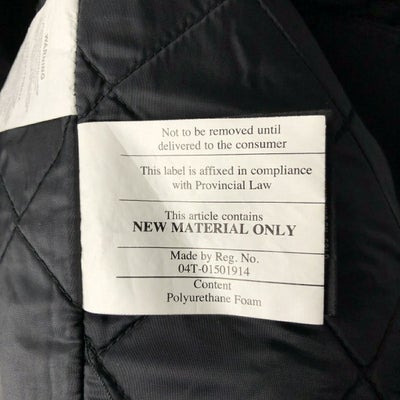 WARNING
Not to be removed until
delivered to the consumer
This label is affixed in compliance
with Provincial Law
This article contains
NEW MATERIAL ONLY
Made by Reg. No.
04T-01501914
Content
Polyurethane Foam